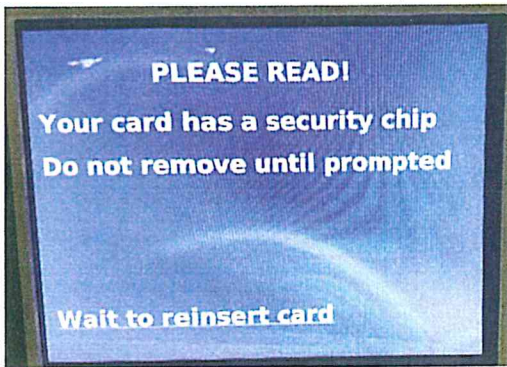 PLEASE READ!
Your card has a security chip
Do not remove until prompted
Wait to reinsert card